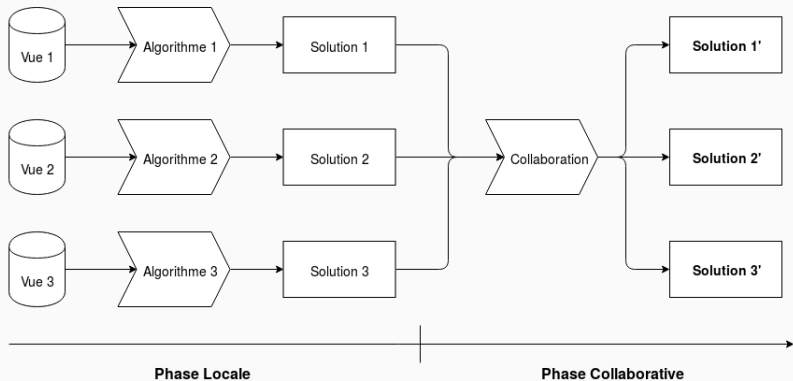 Vue 1
Algorithme 1
Solution 1
Solution 1'
Vue 2
Algorithme 2
Solution 2
Collaboration
Solution 2'
Vue 3
Algorithme 3
Solution 3
Solution 3'
Phase Locale
Phase Collaborative